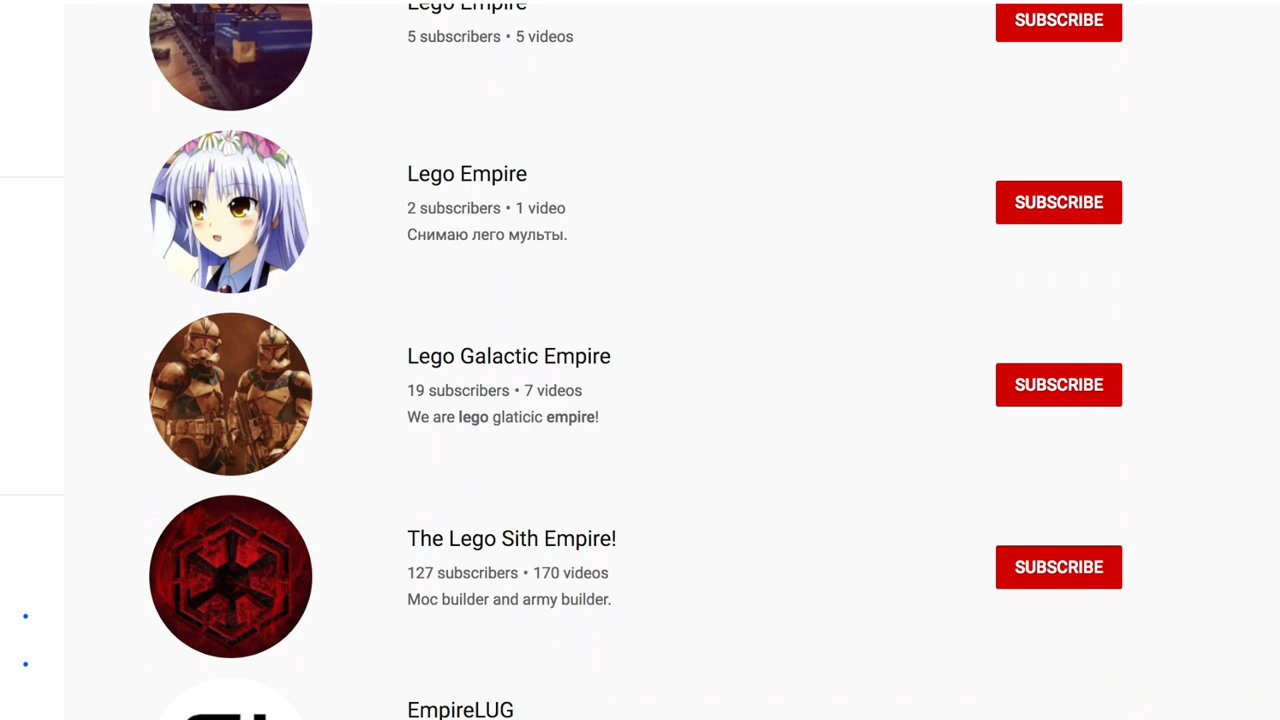 Lego Empire
SUBSCRIBE
5 subscribers • 5 videos
Lego Empire
2 subscribers • 1 video
Снимаю лего мульты.
SUBSCRIBE
Lego Galactic Empire
19 subscribers • 7 videos
We are lego glaticic empire!
SUBSCRIBE
The Lego Sith Empire!
127 subscribers • 170 videos
Moc builder and army builder.
SUBSCRIBE
EmpireLUG